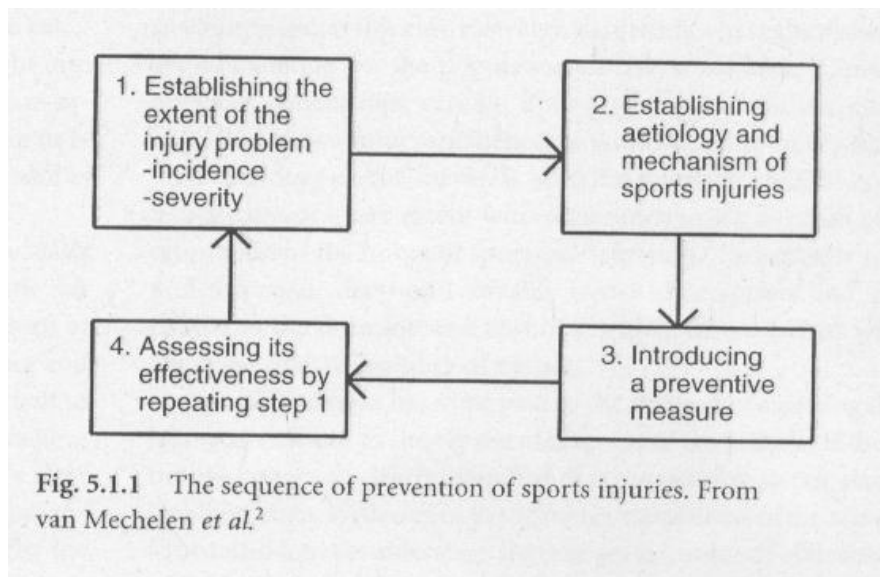 1. Establishing the
extent of the
injury problem
-incidence
-severity
2. Establishing
aetiology and
mechanism of
sports injuries
3. Introducing
a preventive
measure
4. Assessing its
effectiveness by
repeating step
Fig. 5.1.1 The sequence of prevention of sports injuries. From
van Mechelen et al.²